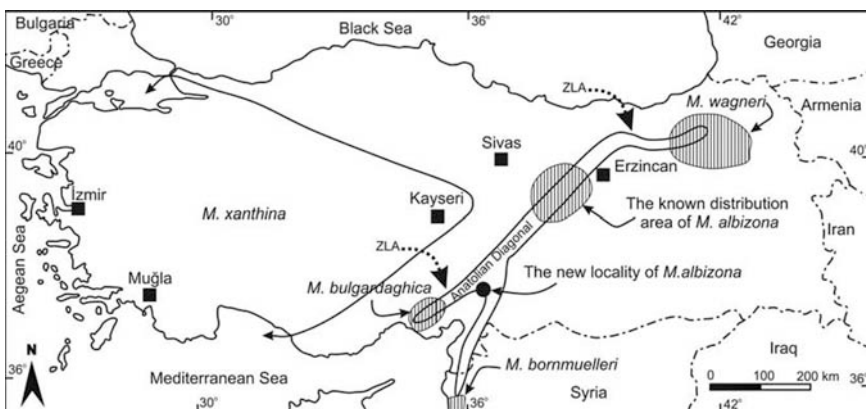 30°
36°
42°
Bulgaria
Black Sea
Georgia
Greece
ZLA
M. wagneri
Armenia
40°
Sivas
40°
Erzincan
İzmir
M. xanthina
Kayseri
The known distribution
area of M. albizona
Iran
Aegean Sea
ZLA
Anatolian Diagonal
Muğla
M. bulgardaghica
The new locality of M.albizona
N
Iraq
36°
Mediterranean Sea
M. bornmuelleri
Syria
0 100 200 km
36°
30°
36°
42°